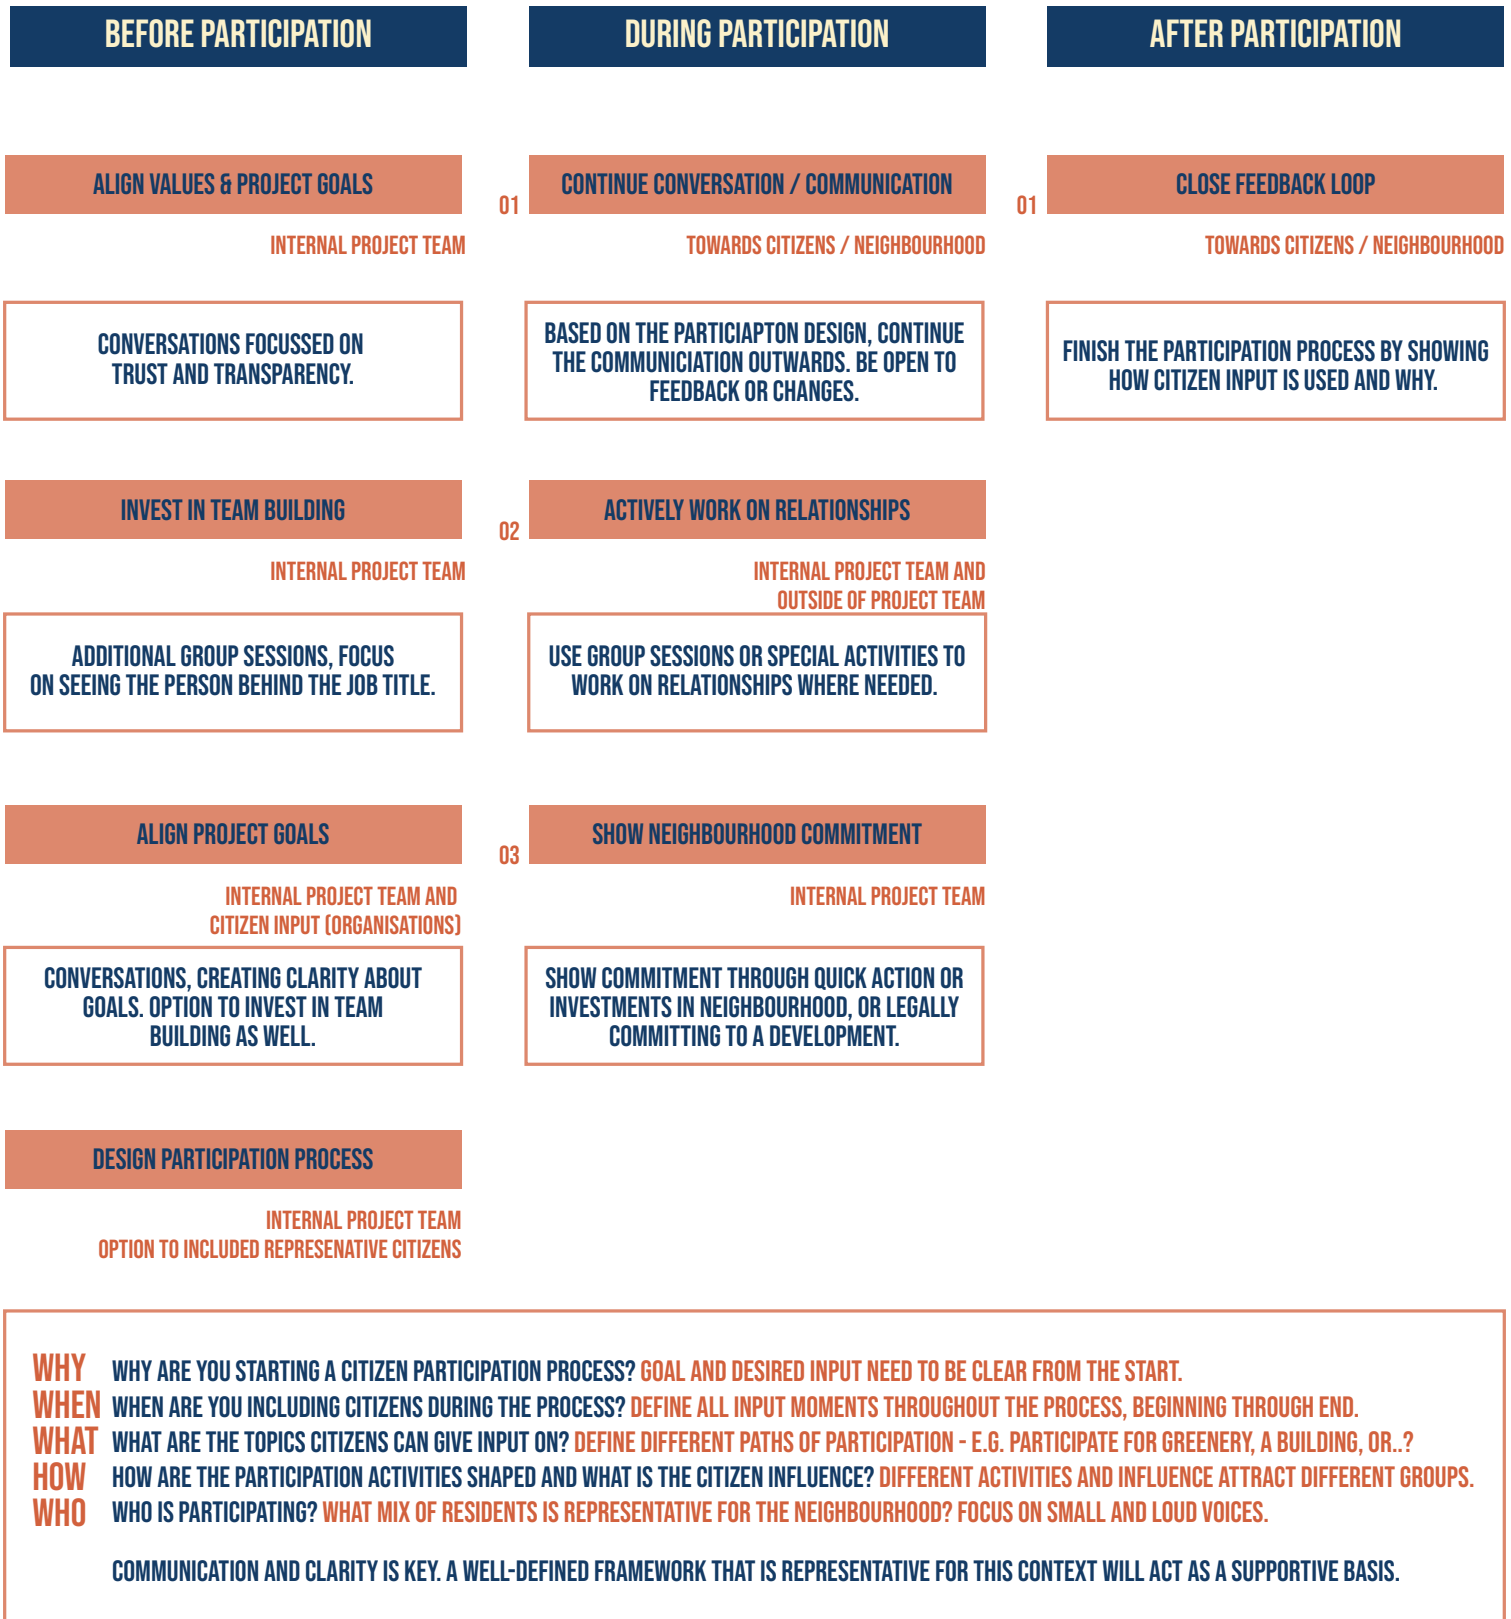 BEFORE PARTICIPATION
ALIGN VALUES & PROJECT GOALS
INTERNAL PROJECT TEAM
CONVERSATIONS FOCUSSED ON
TRUST AND TRANSPARENCY.
INVEST IN TEAM BUILDING
INTERNAL PROJECT TEAM
ADDITIONAL GROUP SESSIONS, FOCUS
ON SEEING THE PERSON BEHIND THE JOB TITLE.
ALIGN PROJECT GOALS
INTERNAL PROJECT TEAM AND
CITIZEN INPUT (ORGANISATIONS)
CONVERSATIONS, CREATING CLARITY ABOUT
GOALS. OPTION TO INVEST IN TEAM
BUILDING AS WELL.
DESIGN PARTICIPATION PROCESS
INTERNAL PROJECT TEAM
OPTION TO INCLUDED REPRESENATIVE CITIZENS
DURING PARTICIPATION
01 CONTINUE CONVERSATION / COMMUNICATION
TOWARDS CITIZENS / NEIGHBOURHOOD
BASED ON THE PARTICIAPTON DESIGN, CONTINUE
THE COMMUNICIATION OUTWARDS. BE OPEN TO
FEEDBACK OR CHANGES.
02 ACTIVELY WORK ON RELATIONSHIPS
INTERNAL PROJECT TEAM AND
OUTSIDE OF PROJECT TEAM
USE GROUP SESSIONS OR SPECIAL ACTIVITIES TO
WORK ON RELATIONSHIPS WHERE NEEDED.
03 SHOW NEIGHBOURHOOD COMMITMENT
INTERNAL PROJECT TEAM
SHOW COMMITMENT THROUGH QUICK ACTION OR
INVESTMENTS IN NEIGHBOURHOOD, OR LEGALLY
COMMITTING TO A DEVELOPMENT.
AFTER PARTICIPATION
01 CLOSE FEEDBACK LOOP
TOWARDS CITIZENS / NEIGHBOURHOOD
FINISH THE PARTICIPATION PROCESS BY SHOWING
HOW CITIZEN INPUT IS USED AND WHY.
WHY WHY ARE YOU STARTING A CITIZEN PARTICIPATION PROCESS? GOAL AND DESIRED INPUT NEED TO BE CLEAR FROM THE START.
WHEN WHEN ARE YOU INCLUDING CITIZENS DURING THE PROCESS? DEFINE ALL INPUT MOMENTS THROUGHOUT THE PROCESS, BEGINNING THROUGH END.
WHAT WHAT ARE THE TOPICS CITIZENS CAN GIVE INPUT ON? DEFINE DIFFERENT PATHS OF PARTICIPATION - E.G. PARTICIPATE FOR GREENERY, A BUILDING, OR..?
HOW HOW ARE THE PARTICIPATION ACTIVITIES SHAPED AND WHAT IS THE CITIZEN INFLUENCE? DIFFERENT ACTIVITIES AND INFLUENCE ATTRACT DIFFERENT GROUPS.
WHO WHO IS PARTICIPATING? WHAT MIX OF RESIDENTS IS REPRESENTATIVE FOR THE NEIGHBOURHOOD? FOCUS ON SMALL AND LOUD VOICES.
COMMUNICATION AND CLARITY IS KEY. A WELL-DEFINED FRAMEWORK THAT IS REPRESENTATIVE FOR THIS CONTEXT WILL ACT AS A SUPPORTIVE BASIS.